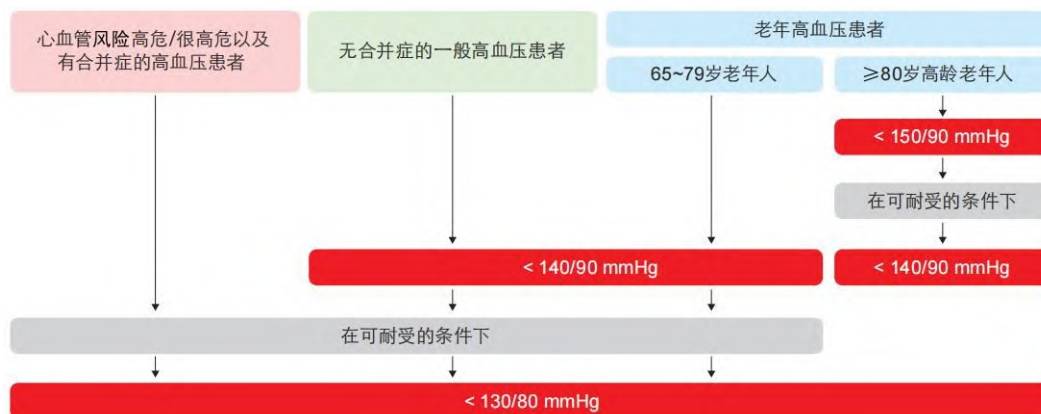 心血管风险高危/很高危以及
有合并症的高血压患者
无合并症的一般高血压患者
老年高血压患者
65~79岁老年人
≥80岁高龄老年人
< 150/90 mmHg
在可耐受的条件下
< 140/90 mmHg
< 140/90 mmHg
在可耐受的条件下
< 130/80 mmHg